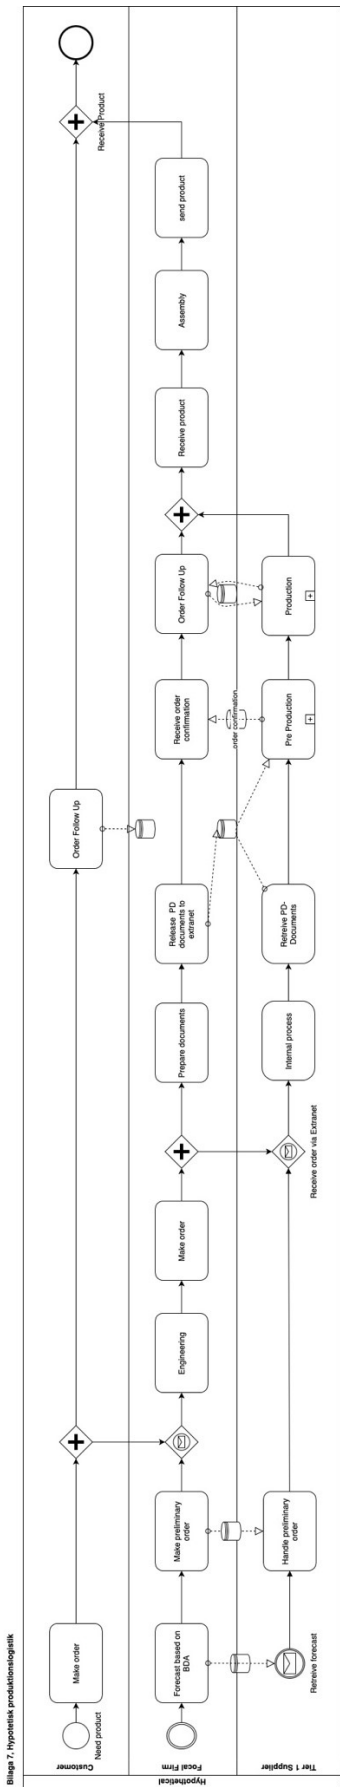 Bilaga 7, Hypotetisk produktionslogistik
Hypothetical
Customer
Need product
Make order
Order Follow Up
Receive Product
Focal Firm
Forecast based on
BDA
Make preliminary
order
Engineering
Make order
Prepare documents
Release PD
documents to
extranet
Receive order
confirmation
Order Follow Up
Receive product
Assembly
send product
Tier 1 Supplier
Retreive forecast
Handle preliminary
order
Receive order via Extranet
Internal process
Retreive PD-
Documents
order confirmation
Pre Production
Production